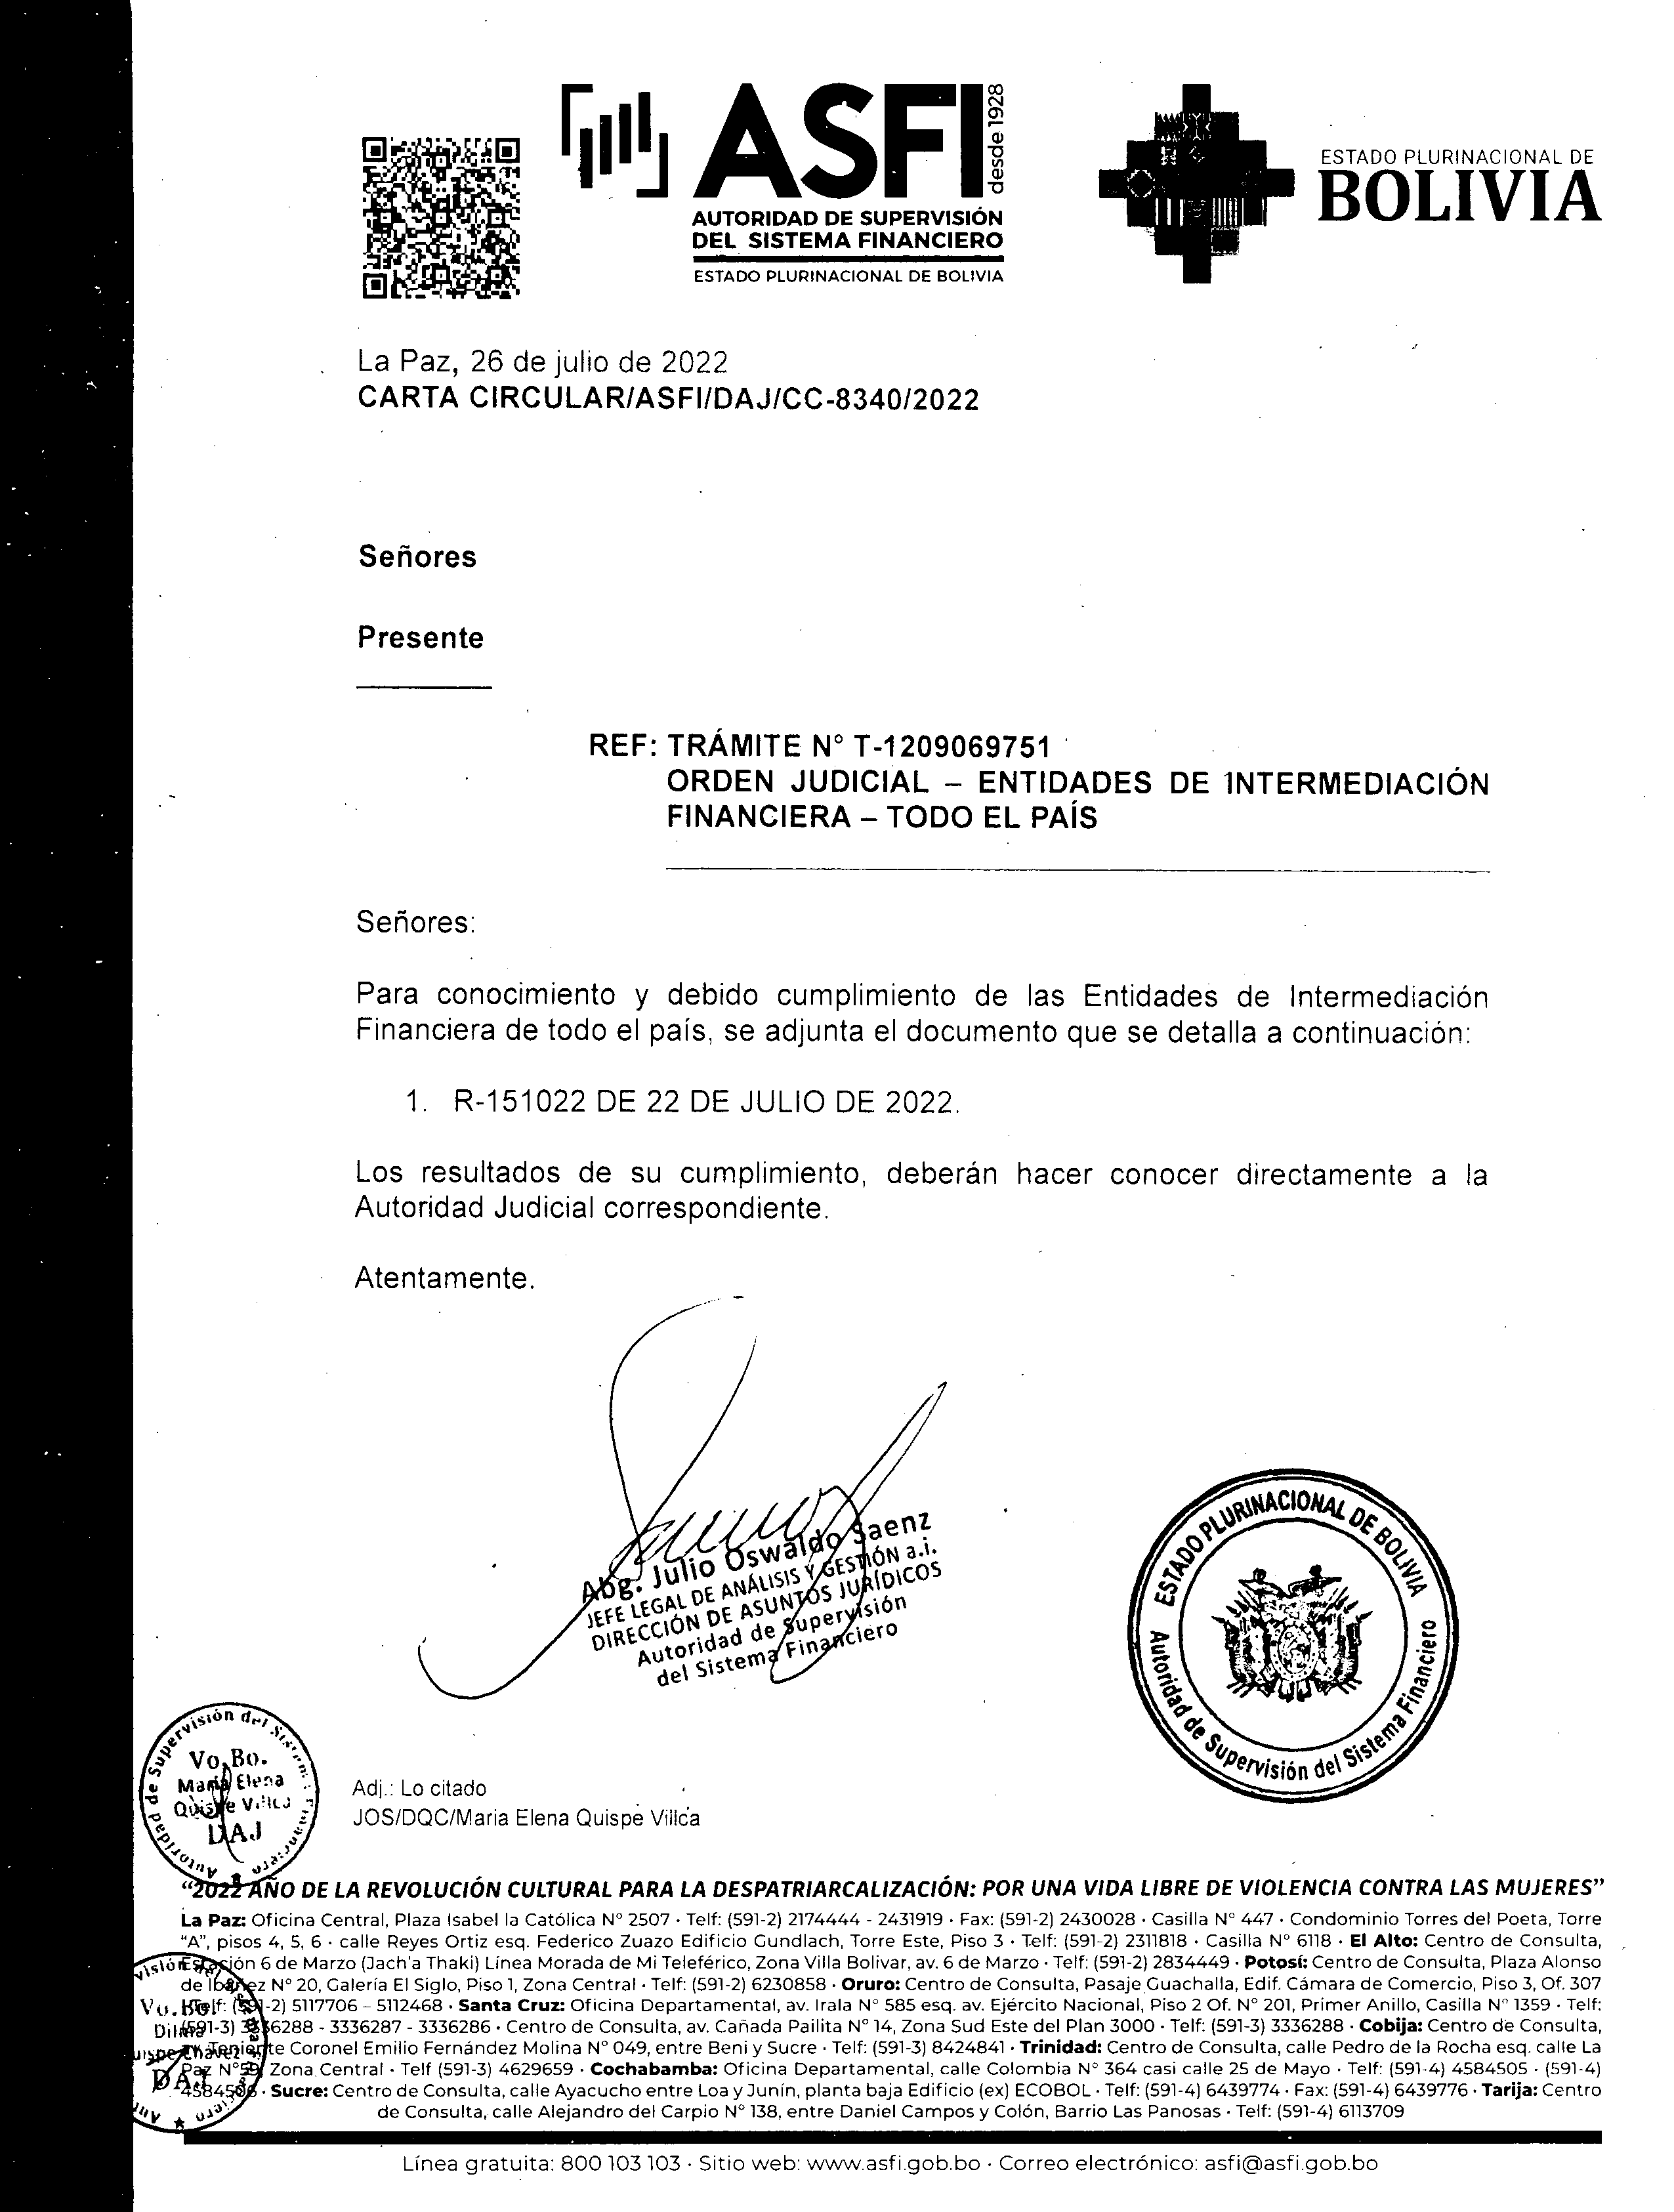 ASFI
desde 1928
AUTORIDAD DE SUPERVISIÓN
DEL SISTEMA FINANCIERO
ESTADO PLURINACIONAL DE BOLIVIA
ESTADO PLURINACIONAL DE
BOLIVIA
La Paz, 26 de julio de 2022
CARTA CIRCULAR/ASFI/DAJ/CC-8340/2022
Señores
Presente
REF: TRÁMITE N° T-1209069751
ORDEN JUDICIAL – ENTIDADES DE INTERMEDIACIÓN
FINANCIERA – TODO EL PAÍS
Señores:
Para conocimiento y debido cumplimiento de las Entidades de Intermediación
Financiera de todo el país, se adjunta el documento que se detalla a continuación:
1. R-151022 DE 22 DE JULIO DE 2022.
Los resultados de su cumplimiento, deberán hacer conocer directamente a la
Autoridad Judicial correspondiente.
Atentamente.
Abg. Julio Oswaldo Saenz
JEFE LEGAL DE ANÁLISIS Y GESTIÓN a.i.
DIRECCIÓN DE ASUNTOS JURÍDICOS
Autoridad de Supervisión
del Sistema Financiero
ESTADO PLURINACIONAL DE BOLIVIA
Autoridad de Supervisión del Sistema Financiero
Autoridad de Supervisión del Sistema Financiero
Vo.Bo.
Maria Elena
Quispe Villca
DAJ
Adj.: Lo citado
JOS/DQC/Maria Elena Quispe Villca
“2022 AÑO DE LA REVOLUCIÓN CULTURAL PARA LA DESPATRIARCALIZACIÓN: POR UNA VIDA LIBRE DE VIOLENCIA CONTRA LAS MUJERES”
La Paz: Oficina Central, Plaza Isabel la Católica N° 2507 · Telf: (591-2) 2174444 - 2431919 · Fax: (591-2) 2430028 · Casilla N° 447 · Condominio Torres del Poeta, Torre
“A”, pisos 4, 5, 6 · calle Reyes Ortiz esq. Federico Zuazo Edificio Gundlach, Torre Este, Piso 3 · Telf: (591-2) 2311818 · Casilla N° 6118 · El Alto: Centro de Consulta,
Estación 6 de Marzo (Jach'a Thaki) Línea Morada de Mi Teleférico, Zona Villa Bolivar, av. 6 de Marzo · Telf: (591-2) 2834449 · Potosí: Centro de Consulta, Plaza Alonso
de Ibáñez N° 20, Galería El Siglo, Piso 1, Zona Central · Telf: (591-2) 6230858 · Oruro: Centro de Consulta, Pasaje Guachalla, Edif. Cámara de Comercio, Piso 3, Of. 307
· Telf: (591-2) 5117706 – 5112468 · Santa Cruz: Oficina Departamental, av. Irala N° 585 esq. av. Ejército Nacional, Piso 2 Of. N° 201, Primer Anillo, Casilla N° 1359 · Telf:
(591-3) 3336288 - 3336287 - 3336286 · Centro de Consulta, av. Cañada Pailita N° 14, Zona Sud Este del Plan 3000 · Telf: (591-3) 3336288 · Cobija: Centro de Consulta,
Teniente Coronel Emilio Fernández Molina N° 049, entre Beni y Sucre · Telf: (591-3) 8424841 · Trinidad: Centro de Consulta, calle Pedro de la Rocha esq. calle La
Paz Zona Central · Telf (591-3) 4629659 · Cochabamba: Oficina Departamental, calle Colombia N° 364 casi calle 25 de Mayo · Telf: (591-4) 4584505 · (591-4)
4584506 · Sucre: Centro de Consulta, calle Ayacucho entre Loa y Junín, planta baja Edificio (ex) ECOBOL · Telf: (591-4) 6439774 · Fax: (591-4) 6439776 · Tarija: Centro
de Consulta, calle Alejandro del Carpio N° 138, entre Daniel Campos y Colón, Barrio Las Panosas · Telf: (591-4) 6113709
Vo.Bo.
DAJ
Línea gratuita: 800 103 103 · Sitio web: www.asfi.gob.bo · Correo electrónico: asfi@asfi.gob.bo